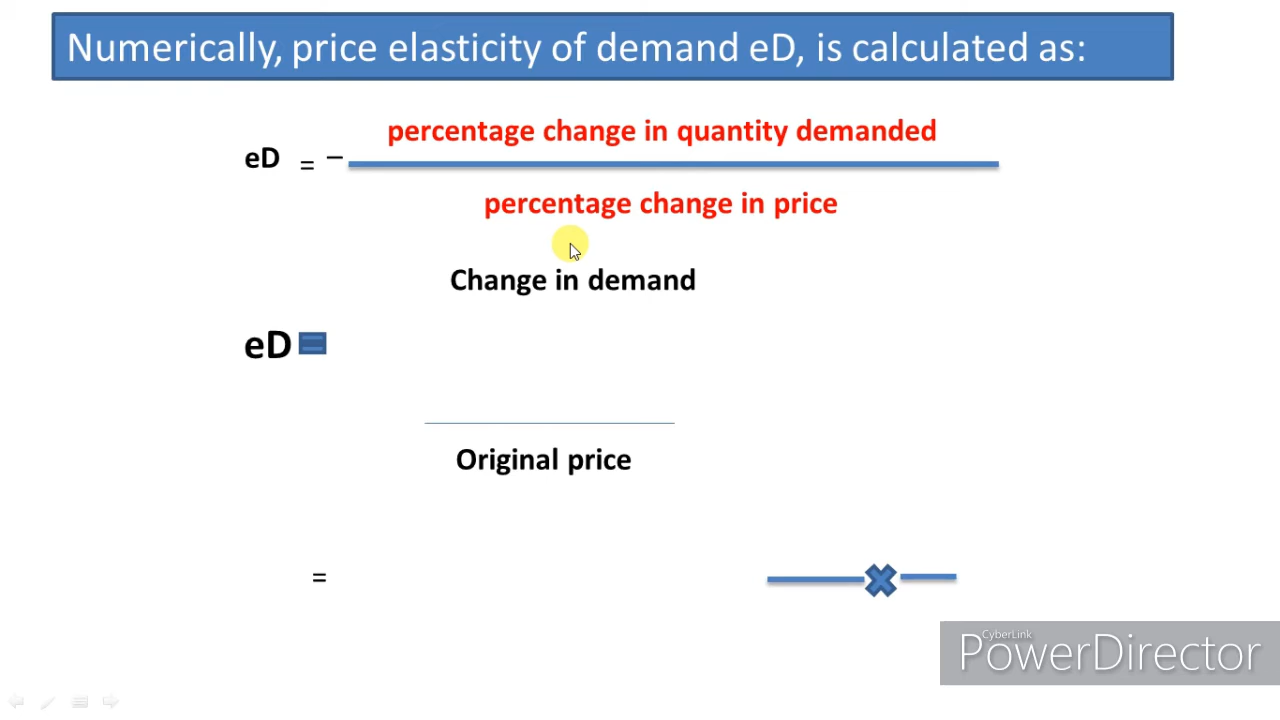 Numerically, price elasticity of demand eD, is calculated as:
percentage change in quantity demanded
eD = –
percentage change in price
Change in demand
eD =
Original price
=
CyberLink
PowerDirector